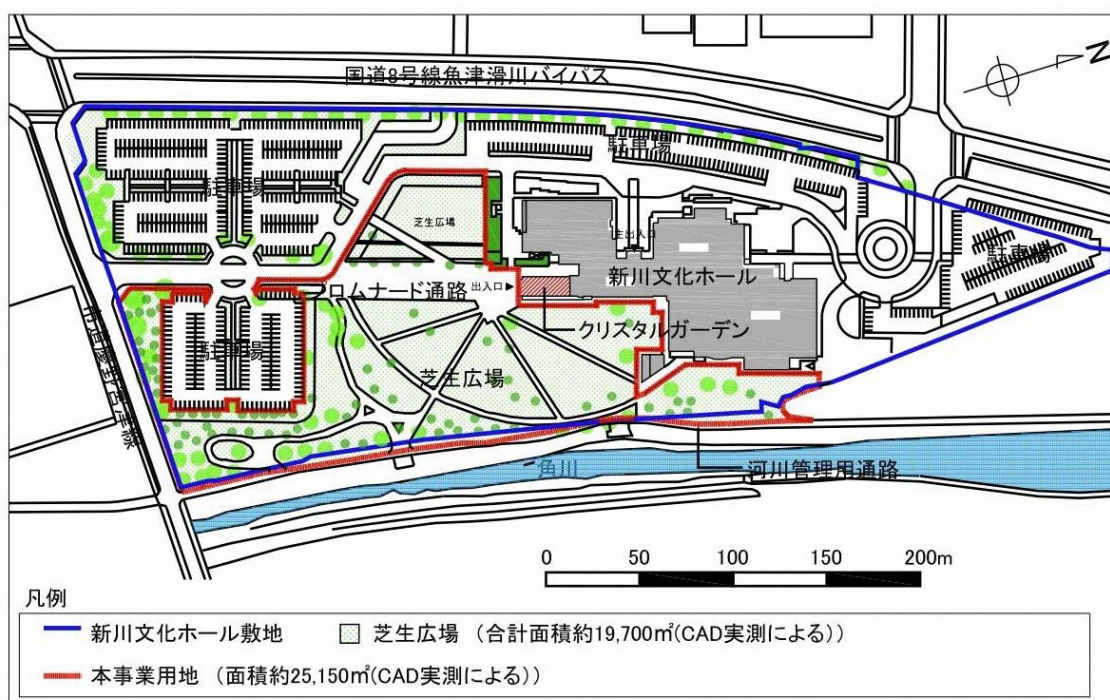 国道8号線魚津滑川バイパス
N
駐車場
駐車場
芝生広場
主出入口
新川文化ホール
駐車場
プロムナード通路
出入口
クリスタルガーデン
駐車場
芝生広場
角川
河川管理用通路
0 50 100 150 200m
凡例
新川文化ホール敷地
芝生広場 (合計面積約19,700㎡(CAD実測による))
本事業用地 (面積約25,150㎡(CAD実測による))